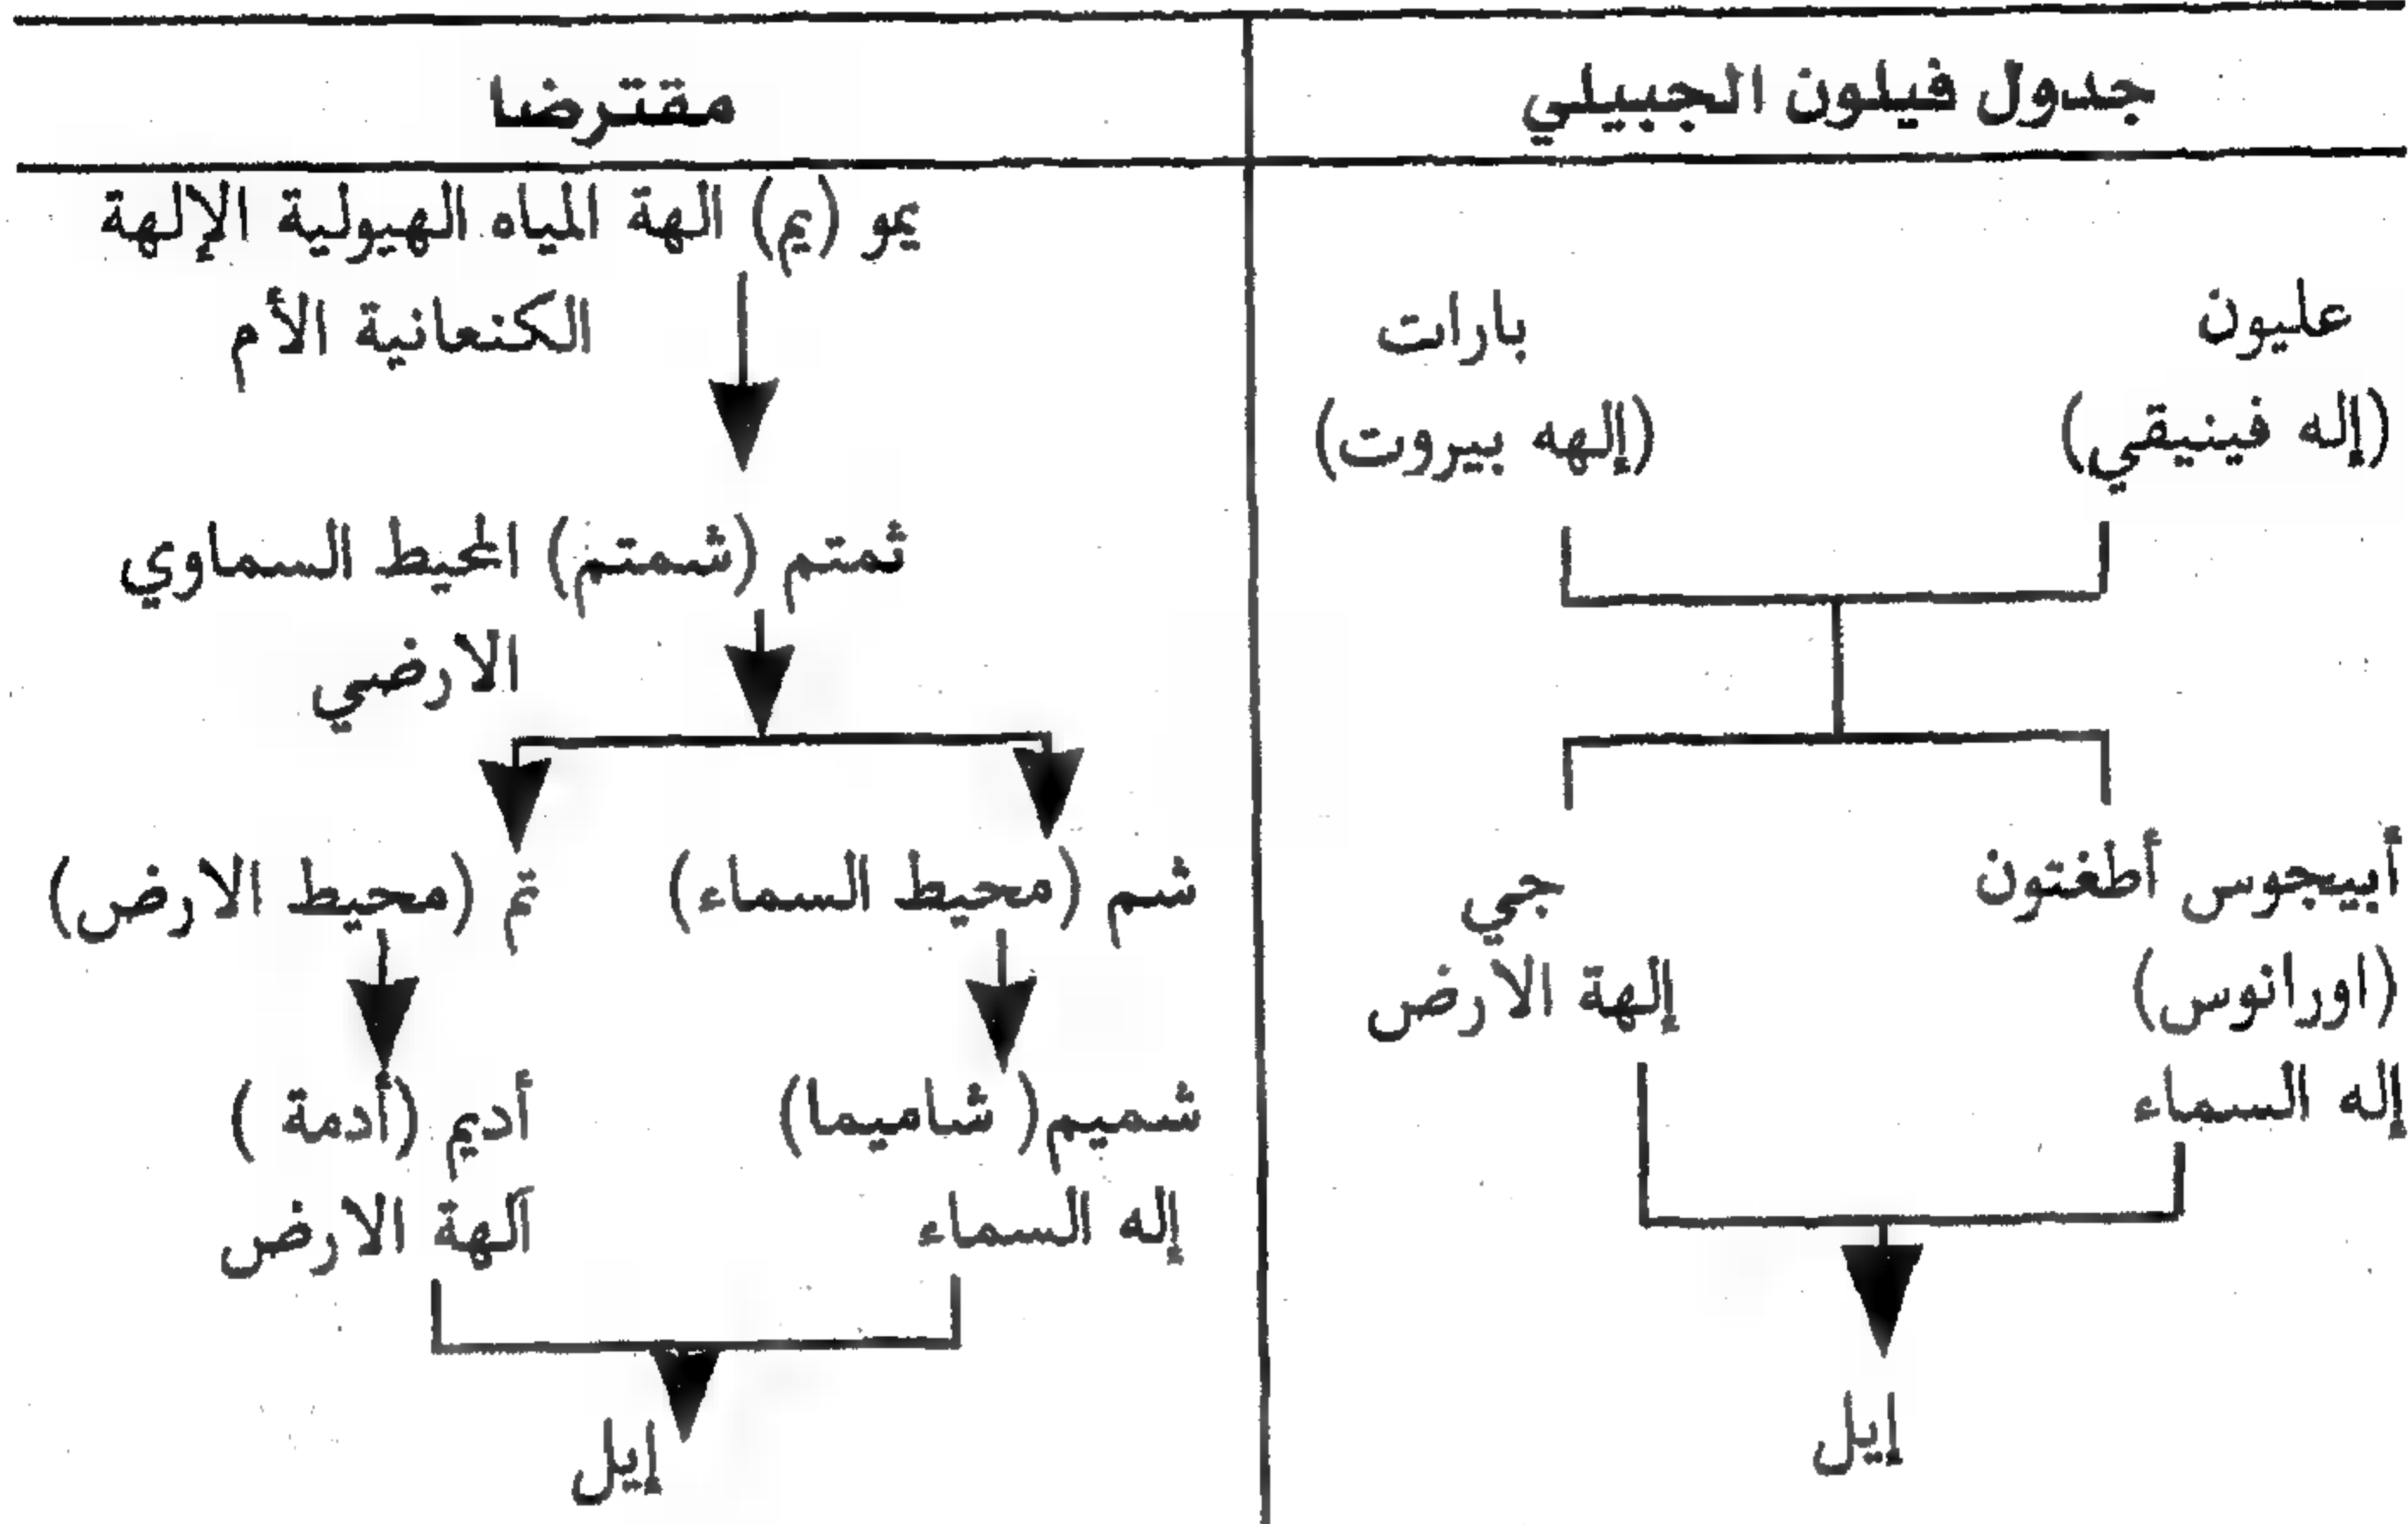 جدول فيلون الجبيلي
عليون
بارات
(إله فينيقي)
(إلهه بيروت)
أبيجوس أطغتون
جي
(اورانوس)
إلهة الارض
إله السماء
إيل
مقترضا
يمو (يم) الهة المياه الهيولية الإلهة
الكنعانية الأم
ثمتم (شمتم) المحيط السماوي
الارضي
شم (محيط السماء)
تم (محيط الارض)
شميم (شاميما)
أديم (أدمة )
إله السماء
آلهة الارض
إيل